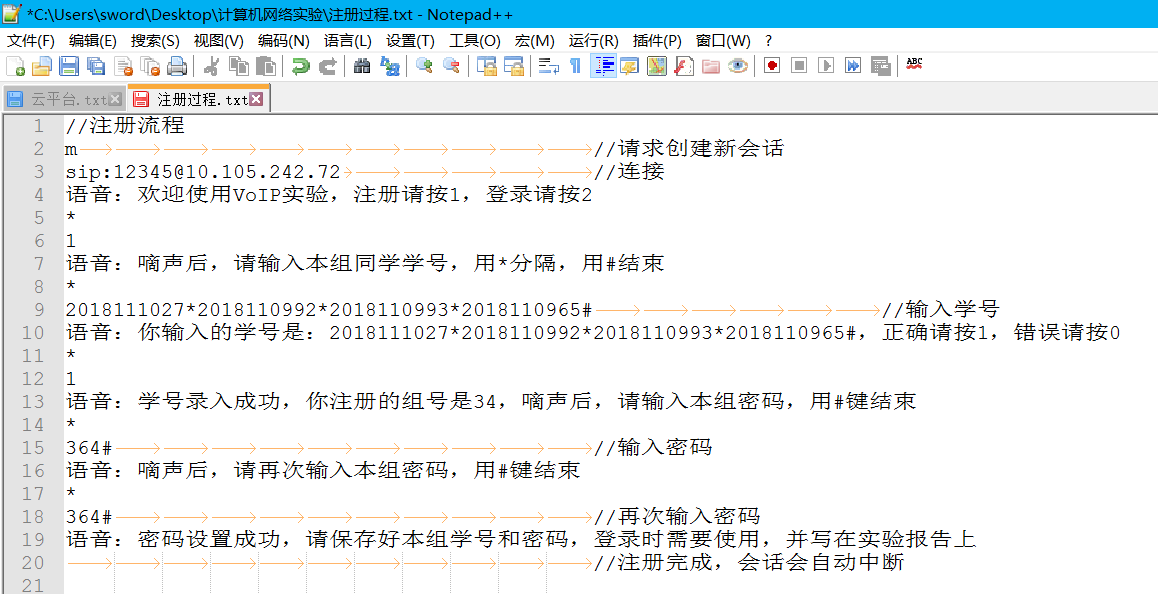 *C:\Users\sword\Desktop\计算机网络实验\注册过程.txt - Notepad++
文件(F) 编辑(E) 搜索(S) 视图(V) 编码(N) 语言(L) 设置(T) 工具(O) 宏(M) 运行(R) 插件(P) 窗口(W) ?
ABC
云平台.txt 注册过程.txt
1 //注册流程
2 m //请求创建新会话
3 sip:12345@10.105.242.72 //连接
4 语音：欢迎使用VoIP实验，注册请按1，登录请按2
5 *
6 1
7 语音：嘀声后，请输入本组同学学号，用*分隔，用#结束
8 *
9 2018111027*2018110992*2018110993*2018110965# //输入学号
10 语音：你输入的学号是：2018111027*2018110992*2018110993*2018110965#，正确请按1，错误请按0
11 *
12 1
13 语音：学号录入成功，你注册的组号是34，嘀声后，请输入本组密码，用#键结束
14 *
15 364# //输入密码
16 语音：嘀声后，请再次输入本组密码，用#键结束
17 *
18 364# //再次输入密码
19 语音：密码设置成功，请保存好本组学号和密码，登录时需要使用，并写在实验报告上
20 //注册完成，会话会自动中断
21